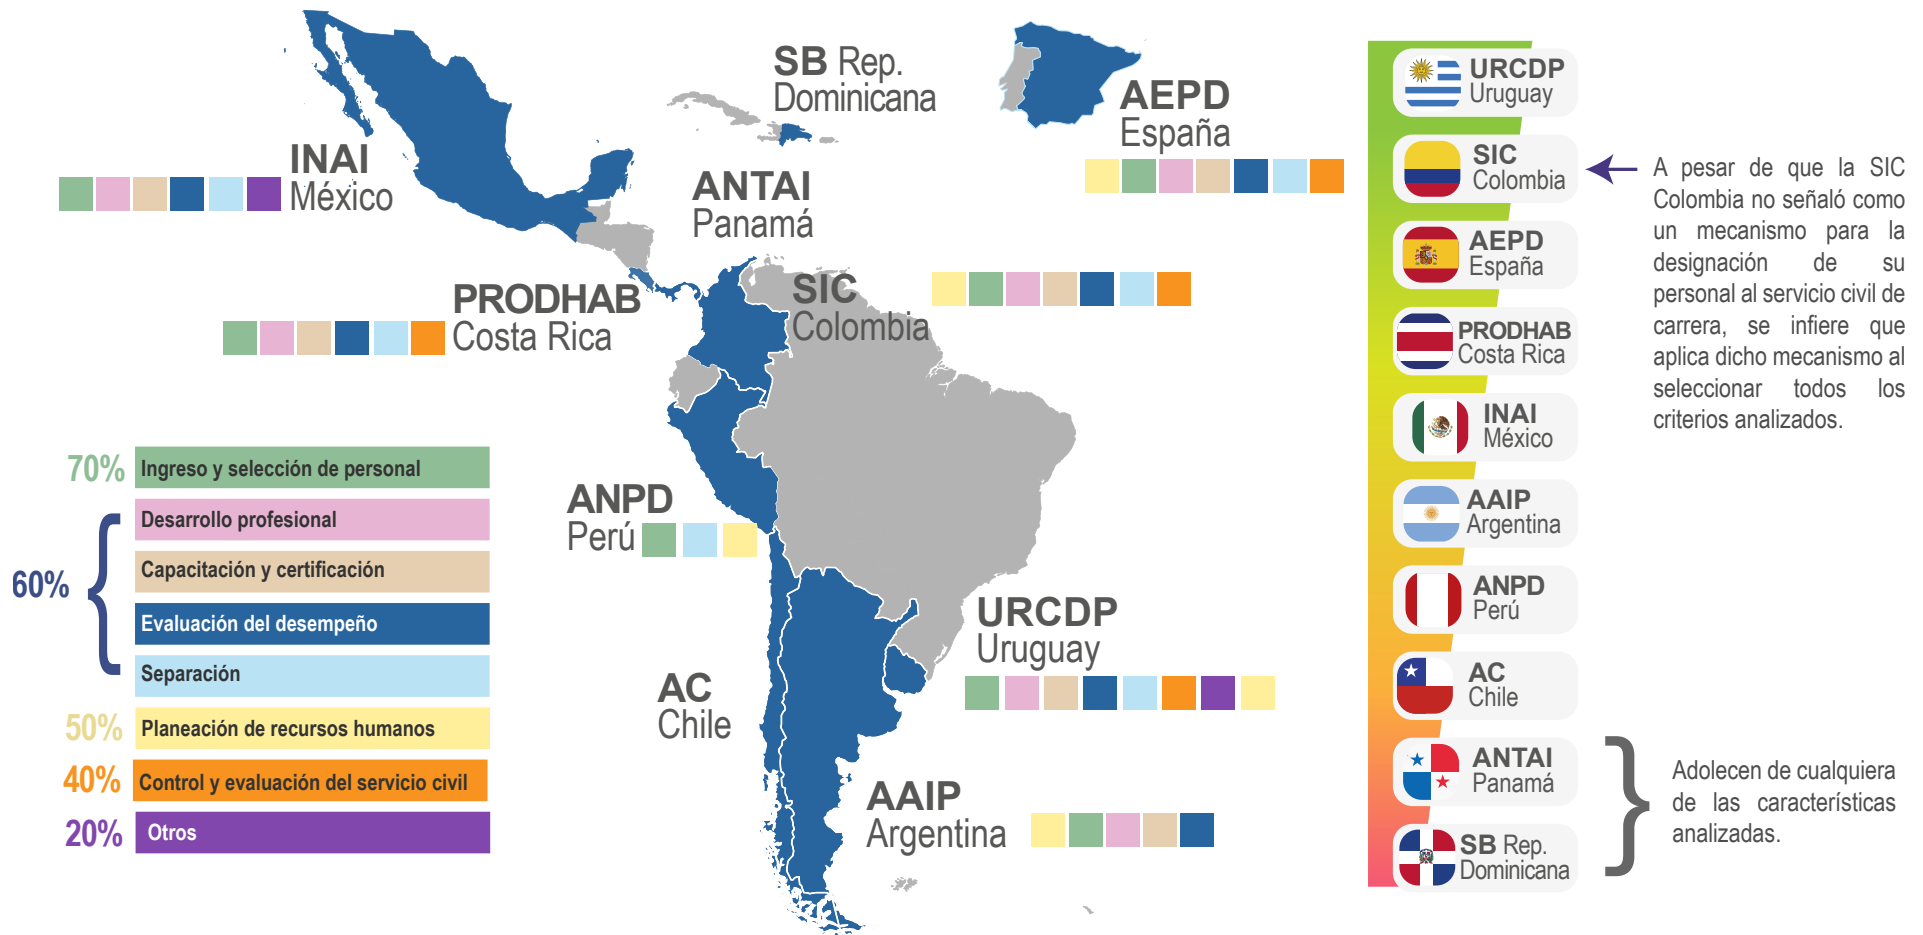 SB Rep.
Dominicana
AEPD
España
INAI
México
ANTAI
Panamá
SIC
Colombia
PRODHAB
Costa Rica
70% Ingreso y selección de personal
60%
Desarrollo profesional
Capacitación y certificación
Evaluación del desempeño
Separación
50% Planeación de recursos humanos
40% Control y evaluación del servicio civil
20% Otros
ANPD
Perú
URCDP
Uruguay
AC
Chile
AAIP
Argentina
URCDP
Uruguay
SIC
Colombia
AEPD
España
PRODHAB
Costa Rica
INAI
México
AAIP
Argentina
ANPD
Perú
AC
Chile
ANTAI
Panamá
SB Rep.
Dominicana
A pesar de que la SIC
Colombia no señaló como
un mecanismo para la
designación de su
personal al servicio civil de
carrera, se infiere que
aplica dicho mecanismo al
seleccionar todos los
criterios analizados.
Adolecen de cualquiera
de las características
analizadas.